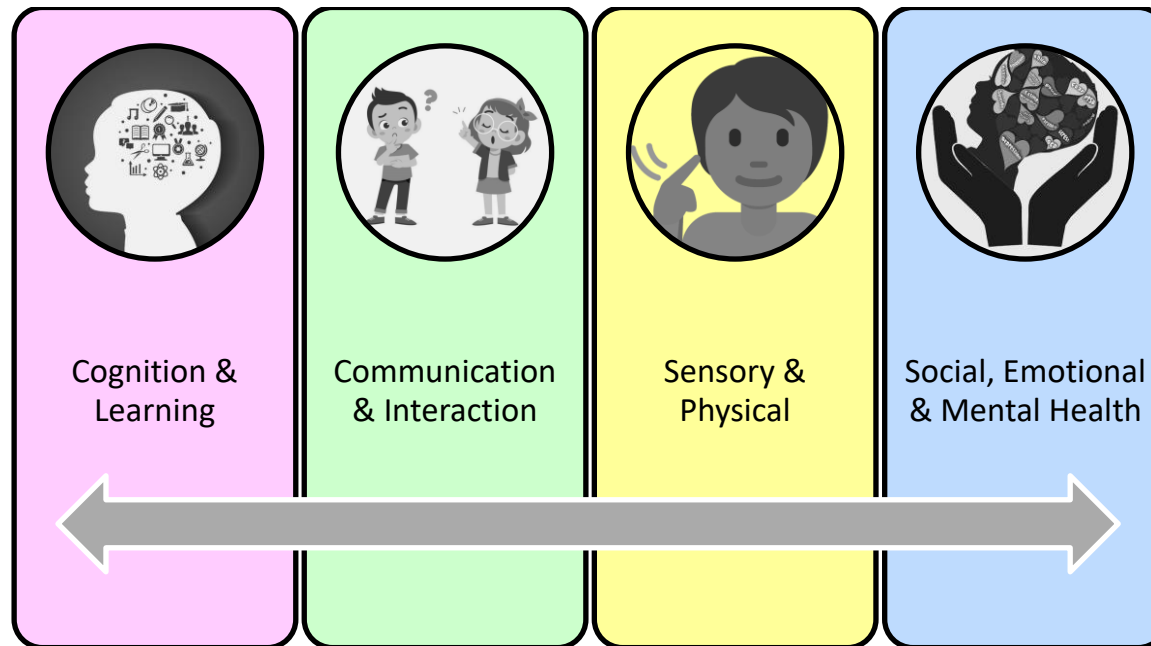 Cognition &
Learning
Communication
& Interaction
Sensory &
Physical
Social, Emotional
& Mental Health